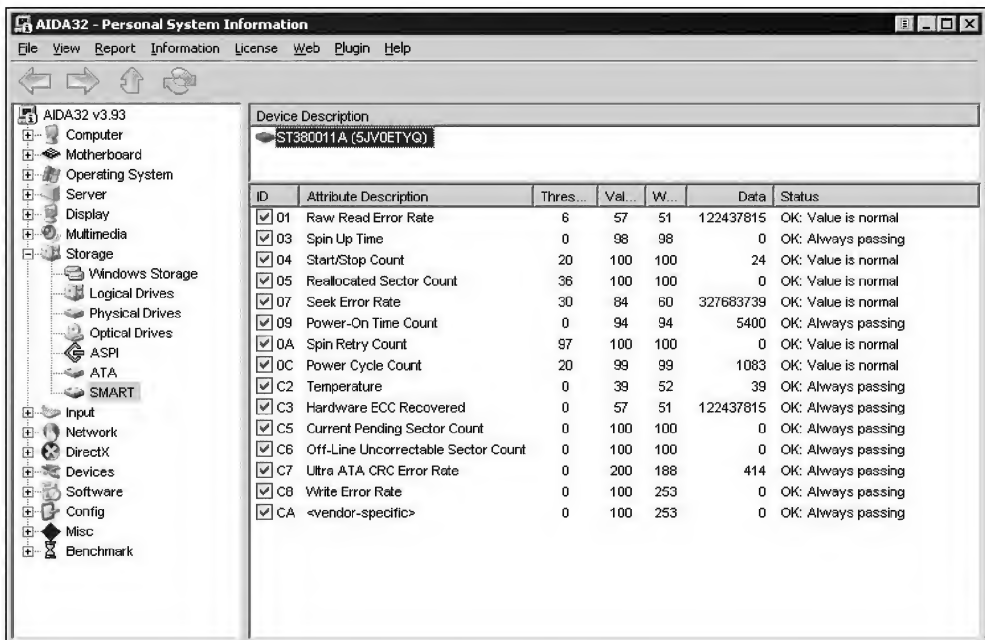 AIDA32 - Personal System Information
File View Report Information License Web Plugin Help
AIDA32 v3.93
Computer
Motherboard
Operating System
Server
Display
Multimedia
Storage
Windows Storage
Logical Drives
Physical Drives
Optical Drives
ASPI
ATA
SMART
Input
Network
DirectX
Devices
Software
Config
Misc
Benchmark
Device Description
ST380011A (5JV0ETYQ)
ID Attribute Description Thres... Val... W... Data Status
01 Raw Read Error Rate 6 57 51 122437815 OK: Value is normal
03 Spin Up Time 0 98 98 0 OK: Always passing
04 Start/Stop Count 20 100 100 24 OK: Value is normal
05 Reallocated Sector Count 36 100 100 0 OK: Value is normal
07 Seek Error Rate 30 84 60 327683739 OK: Value is normal
09 Power-On Time Count 0 94 94 5400 OK: Always passing
0A Spin Retry Count 97 100 100 0 OK: Value is normal
0C Power Cycle Count 20 99 99 1083 OK: Value is normal
C2 Temperature 0 39 52 39 OK: Always passing
C3 Hardware ECC Recovered 0 57 51 122437815 OK: Always passing
C5 Current Pending Sector Count 0 100 100 0 OK: Always passing
C6 Off-Line Uncorrectable Sector Count 0 100 100 0 OK: Always passing
C7 Ultra ATA CRC Error Rate 0 200 188 414 OK: Always passing
C8 Write Error Rate 0 100 253 0 OK: Always passing
CA <vendor-specific> 0 100 253 0 OK: Always passing